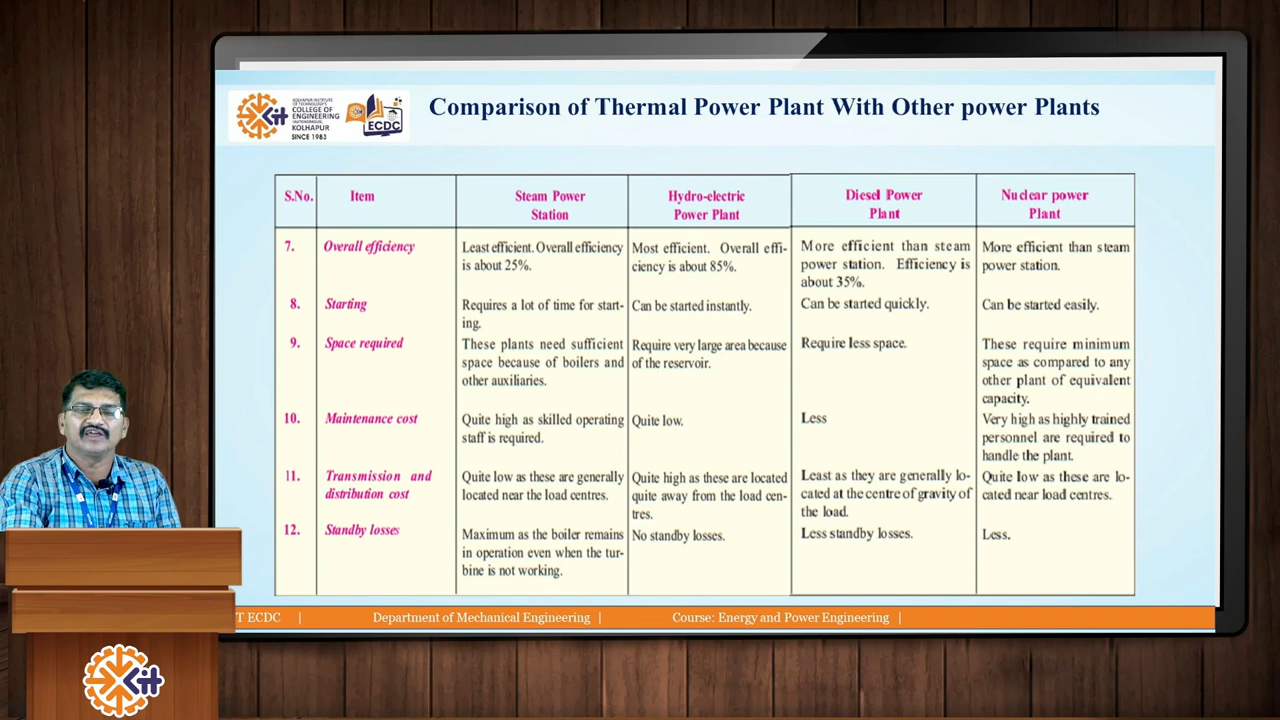 KOLHAPUR INSTITUTE
OF TECHNOLOGY'S
COLLEGE OF
ENGINEERING
(AUTONOMOUS),
KOLHAPUR
SINCE 1983
Kit
ECDC
Comparison of Thermal Power Plant With Other power Plants
S.No.
Item
Steam Power
Station
Hydro-electric
Power Plant
Diesel Power
Plant
Nuclear power
Plant
7.
Overall efficiency
Least efficient. Overall efficiency
is about 25%.
Most efficient. Overall effi-
ciency is about 85%.
More efficient than steam
power station. Efficiency is
about 35%.
More efficient than steam
power station.
8.
Starting
Requires a lot of time for start-
ing.
Can be started instantly.
Can be started quickly.
Can be started easily.
9.
Space required
These plants need sufficient
space because of boilers and
other auxiliaries.
Require very large area because
of the reservoir.
Require less space.
These require minimum
space as compared to any
other plant of equivalent
capacity.
10.
Maintenance cost
Quite high as skilled operating
staff is required.
Quite low.
Less
Very high as highly trained
personnel are required to
handle the plant.
11.
Transmission and
distribution cost
Quite low as these are generally
located near the load centres.
Quite high as these are located
quite away from the load cen-
tres.
Least as they are generally lo-
cated at the centre of gravity of
the load.
Quite low as these are lo-
cated near load centres.
12.
Standby losses
Maximum as the boiler remains
in operation even when the tur-
bine is not working.
No standby losses.
Less standby losses.
Less.
T ECDC | Department of Mechanical Engineering | Course: Energy and Power Engineering |
Kit